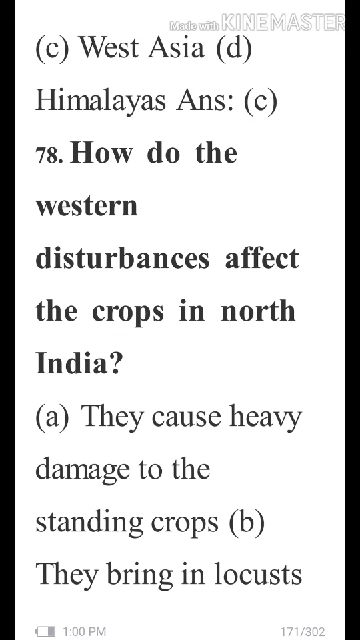 Made with KINEMASTER
(c) West Asia (d)
Himalayas Ans: (c)
78. How do the
western
disturbances affect
the crops in north
India?
(a) They cause heavy
damage to the
standing crops (b)
They bring in locusts
1:00 PM 171/302